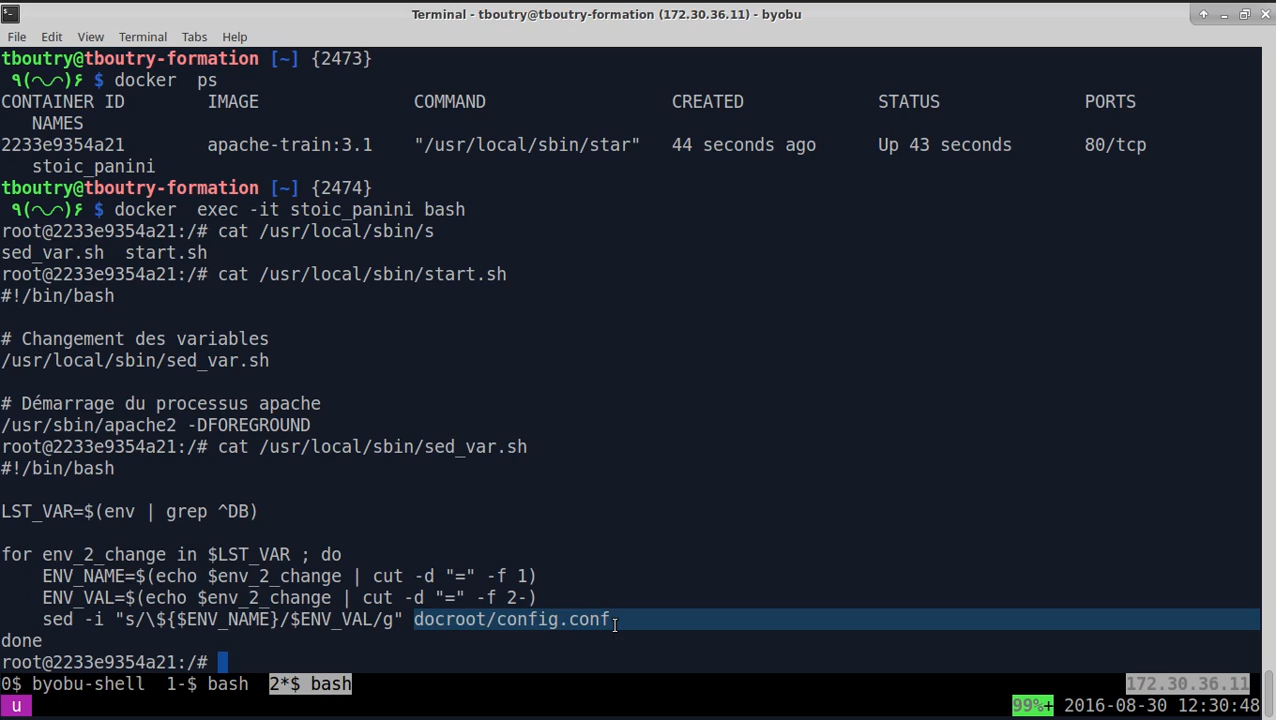 Terminal - tboutry@tboutry-formation (172.30.36.11) - byobu
File Edit View Terminal Tabs Help
tboutry@tboutry-formation [~] {2473}
٩(◠◡◠)۶ $ docker  ps
CONTAINER ID        IMAGE               COMMAND                  CREATED             STATUS              PORTS
   NAMES
2233e9354a21        apache-train:3.1    "/usr/local/sbin/star"   44 seconds ago      Up 43 seconds       80/tcp
   stoic_panini
tboutry@tboutry-formation [~] {2474}
٩(◠◡◠)۶ $ docker  exec -it stoic_panini bash
root@2233e9354a21:/# cat /usr/local/sbin/s
sed_var.sh  start.sh
root@2233e9354a21:/# cat /usr/local/sbin/start.sh
#!/bin/bash
# Changement des variables
/usr/local/sbin/sed_var.sh
# Démarrage du processus apache
/usr/sbin/apache2 -DFOREGROUND
root@2233e9354a21:/# cat /usr/local/sbin/sed_var.sh
#!/bin/bash
LST_VAR=$(env | grep ^DB)
for env_2_change in $LST_VAR ; do
    ENV_NAME=$(echo $env_2_change | cut -d "=" -f 1)
    ENV_VAL=$(echo $env_2_change | cut -d "=" -f 2-)
    sed -i "s/\${$ENV_NAME}/$ENV_VAL/g" docroot/config.conf
done
root@2233e9354a21:/#
0$ byobu-shell  1-$ bash  2*$ bash 172.30.36.11
u 99%+ 2016-08-30 12:30:48